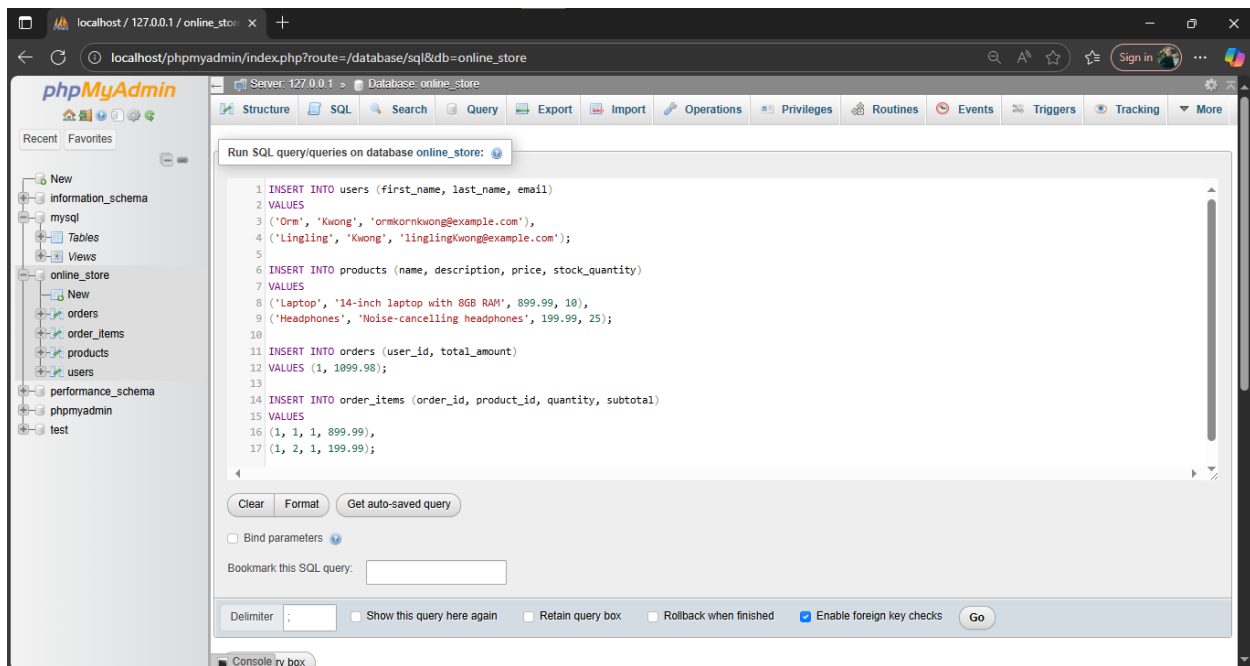 localhost / 127.0.0.1 / online_stor
localhost/phpmyadmin/index.php?route=/database/sql&db=online_store
Sign in
phpMyAdmin
Recent Favorites
New
information_schema
mysql
Tables
Views
online_store
New
orders
order_items
products
users
performance_schema
phpmyadmin
test
Server: 127.0.0.1 » Database: online_store
Structure SQL Search Query Export Import Operations Privileges Routines Events Triggers Tracking More
Run SQL query/queries on database online_store:
1 INSERT INTO users (first_name, last_name, email)
2 VALUES
3 ('Orm', 'Kwong', 'ormkornkwong@example.com'),
4 ('Lingling', 'Kwong', 'linglingKwong@example.com');
5
6 INSERT INTO products (name, description, price, stock_quantity)
7 VALUES
8 ('Laptop', '14-inch laptop with 8GB RAM', 899.99, 10),
9 ('Headphones', 'Noise-cancelling headphones', 199.99, 25);
10
11 INSERT INTO orders (user_id, total_amount)
12 VALUES (1, 1099.98);
13
14 INSERT INTO order_items (order_id, product_id, quantity, subtotal)
15 VALUES
16 (1, 1, 1, 899.99),
17 (1, 2, 1, 199.99);
Clear Format Get auto-saved query
Bind parameters
Bookmark this SQL query:
Delimiter ; Show this query here again Retain query box Rollback when finished Enable foreign key checks Go
Console ry box